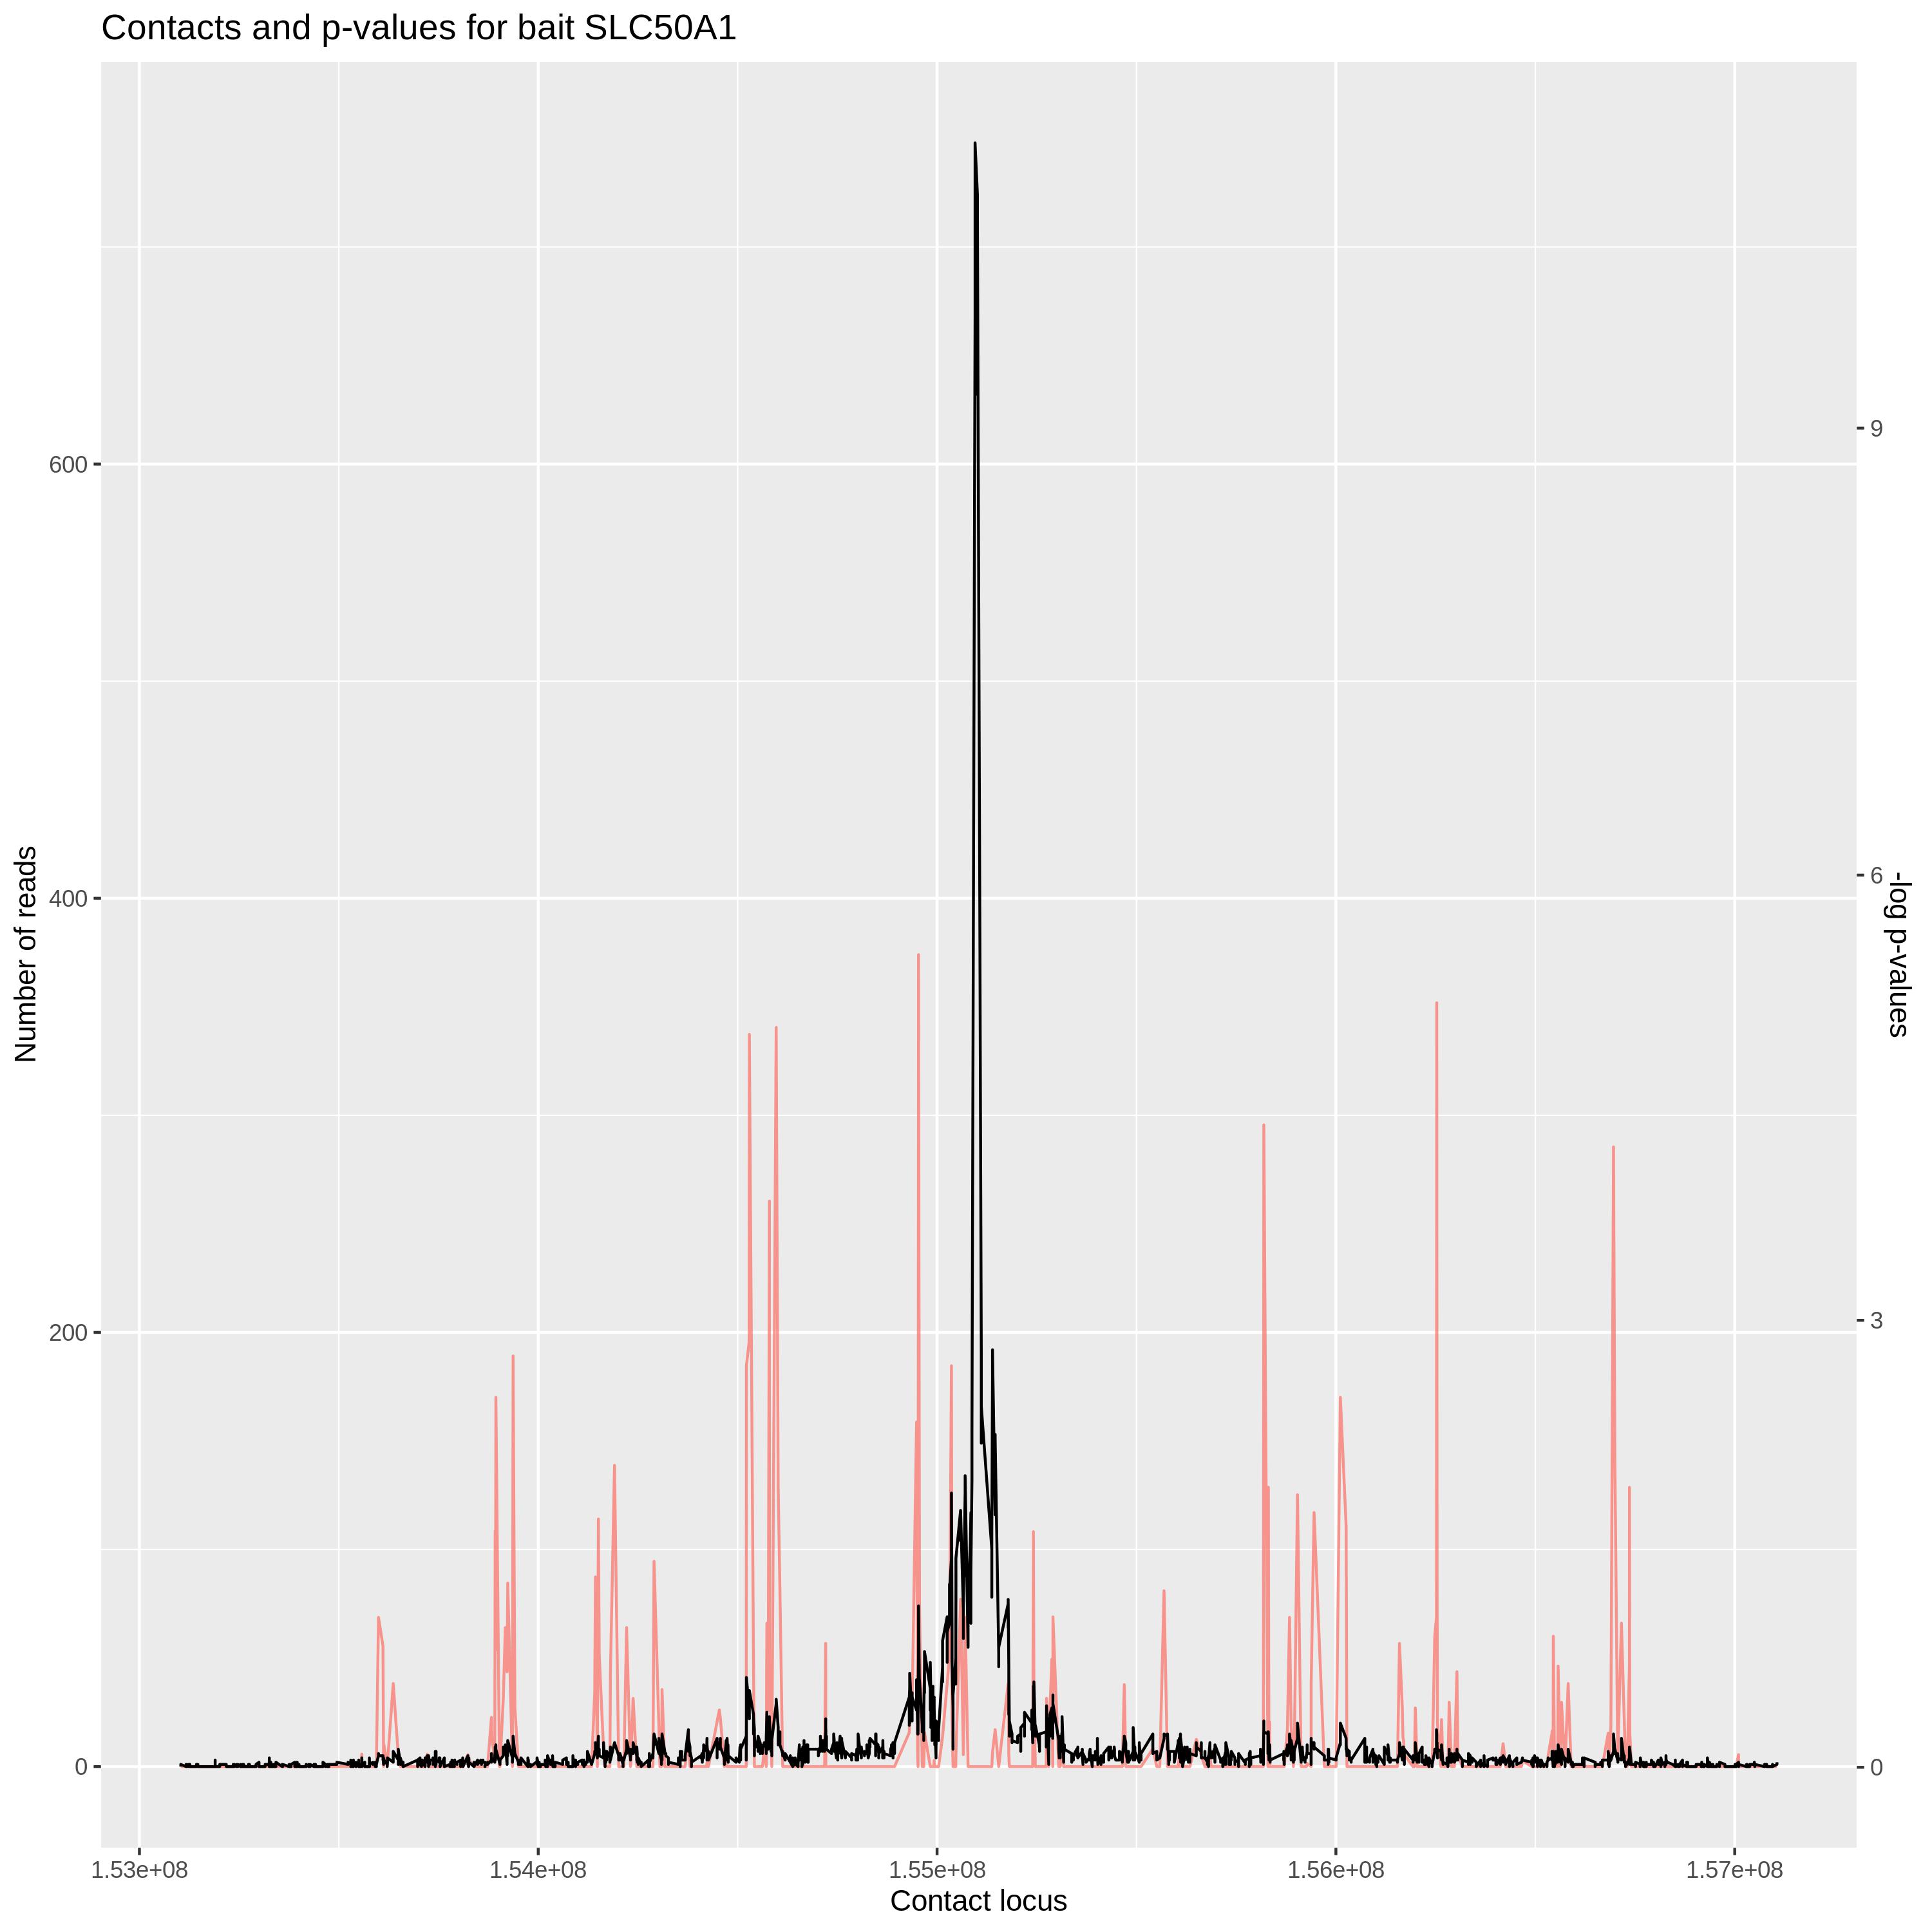 Contacts and p-values for bait SLC50A1
Number of reads
600
400
200
0
9
6
3
0
-log p-values
1.53e+08 1.54e+08 1.55e+08 1.56e+08 1.57e+08
Contact locus